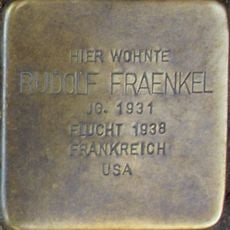 HIER WOHNTE
RUDOLF FRAENKEL
JG. 1931
FLUCHT 1938
FRANKREICH
USA